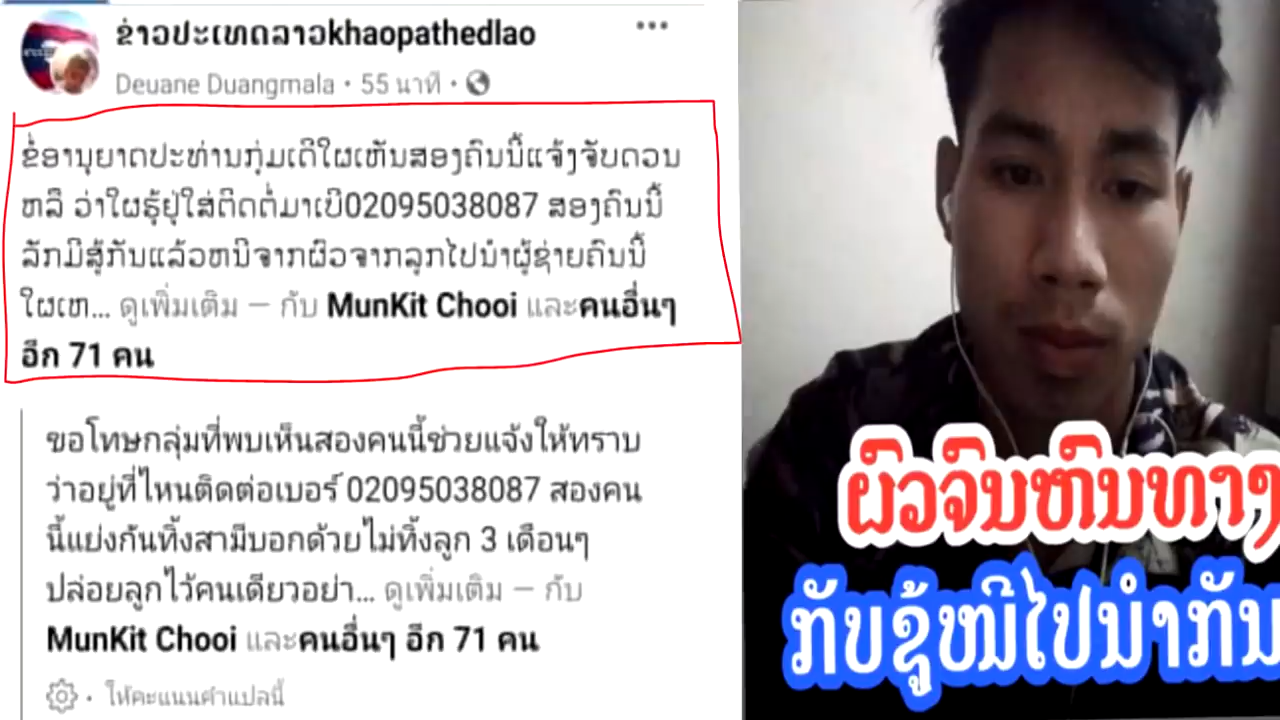 ຂ່າວປະເທດລາວkhaopathedlao
Deuane Duangmala · 55 นาที ·
ຂໍ່ອານຸຍາດປະທ່ານກຸ່ມເດີໃຜເຫັນສອງຄົນນີ້ແຈ້ງຈັບດວນ
ຫລື ວ່າໃຜຮູ້ຢູ່ໃສ່ຕິດຕໍ່ມາເບີ02095038087 ສອງຄົນນີ້
ລັກມີສູ້ກັນແລ້ວຫນີຈາກຜົວຈາກລູກໄປນໍາຜູ້ຊ່າຍຄົນນີ້
ໃຜເຫ... ดูเพิ่มเติม — กับ MunKit Chooi และคนอื่นๆ
อีก 71 คน
ขอโทษกลุ่มที่พบเห็นสองคนนี้ช่วยแจ้งให้ทราบ
ว่าอยู่ที่ไหนติดต่อเบอร์ 02095038087 สองคน
นี้แย่งกันทิ้งสามีบอกด้วยไม่ทิ้งลูก 3 เดือนๆ
ปล่อยลูกไว้คนเดียวอย่า... ดูเพิ่มเติม — กับ
MunKit Chooi และคนอื่นๆ อีก 71 คน
· ให้คะแนนคำแปลนี้
ຜົວຈົນຫົນທາງ
ກັບຊູ້ໜີໄປນຳກັນ